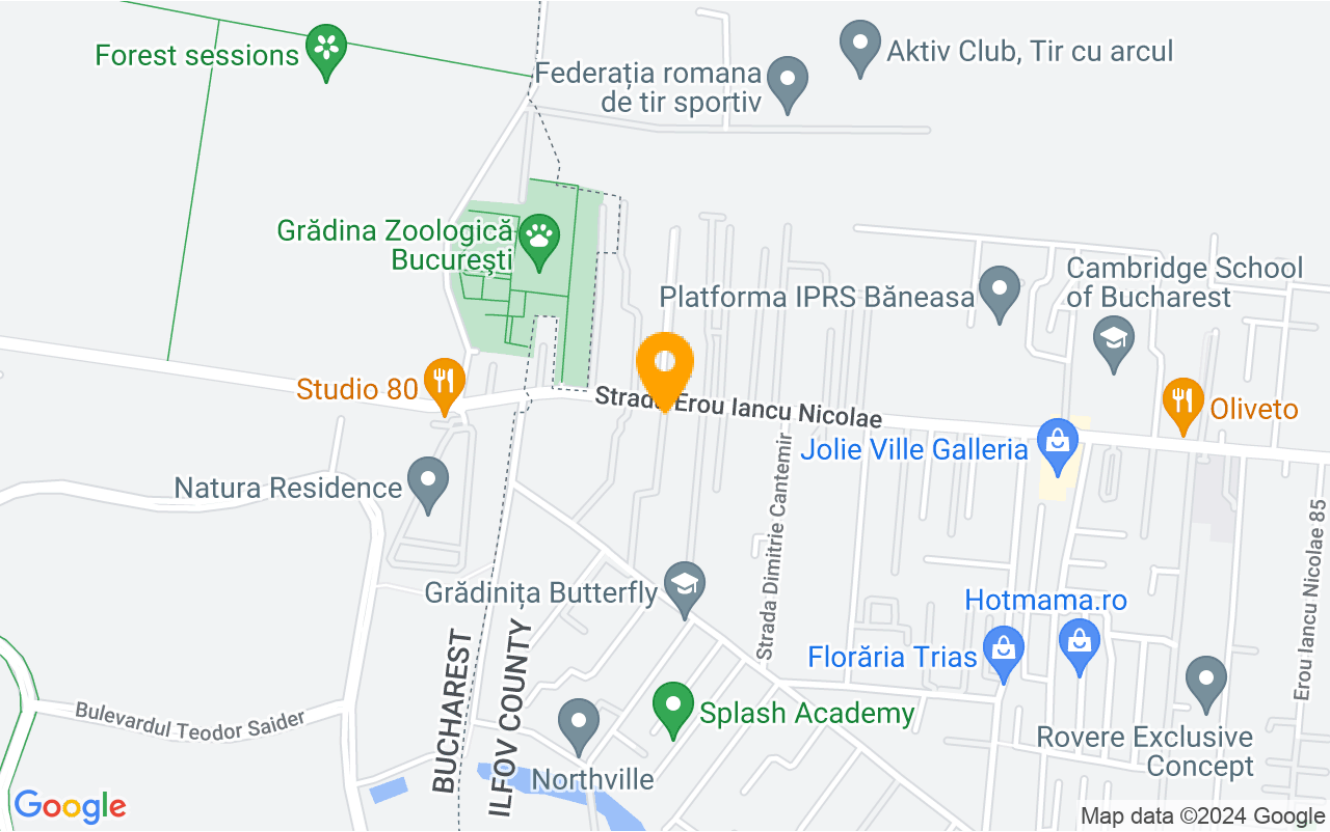 Forest sessions
Federația romana
de tir sportiv
Aktiv Club, Tir cu arcul
Grădina Zoologică
București
Platforma IPRS Băneasa
Cambridge School
of Bucharest
Studio 80
Strada Erou Iancu Nicolae
Oliveto
Jolie Ville Galleria
Natura Residence
Strada Dimitrie Cantemir
Erou Iancu Nicolae 85
Grădinița Butterfly
Hotmama.ro
Florăria Trias
BUCHAREST
ILFOV COUNTY
Bulevardul Teodor Saider
Splash Academy
Rovere Exclusive
Concept
Northville
Google
Map data ©2024 Google